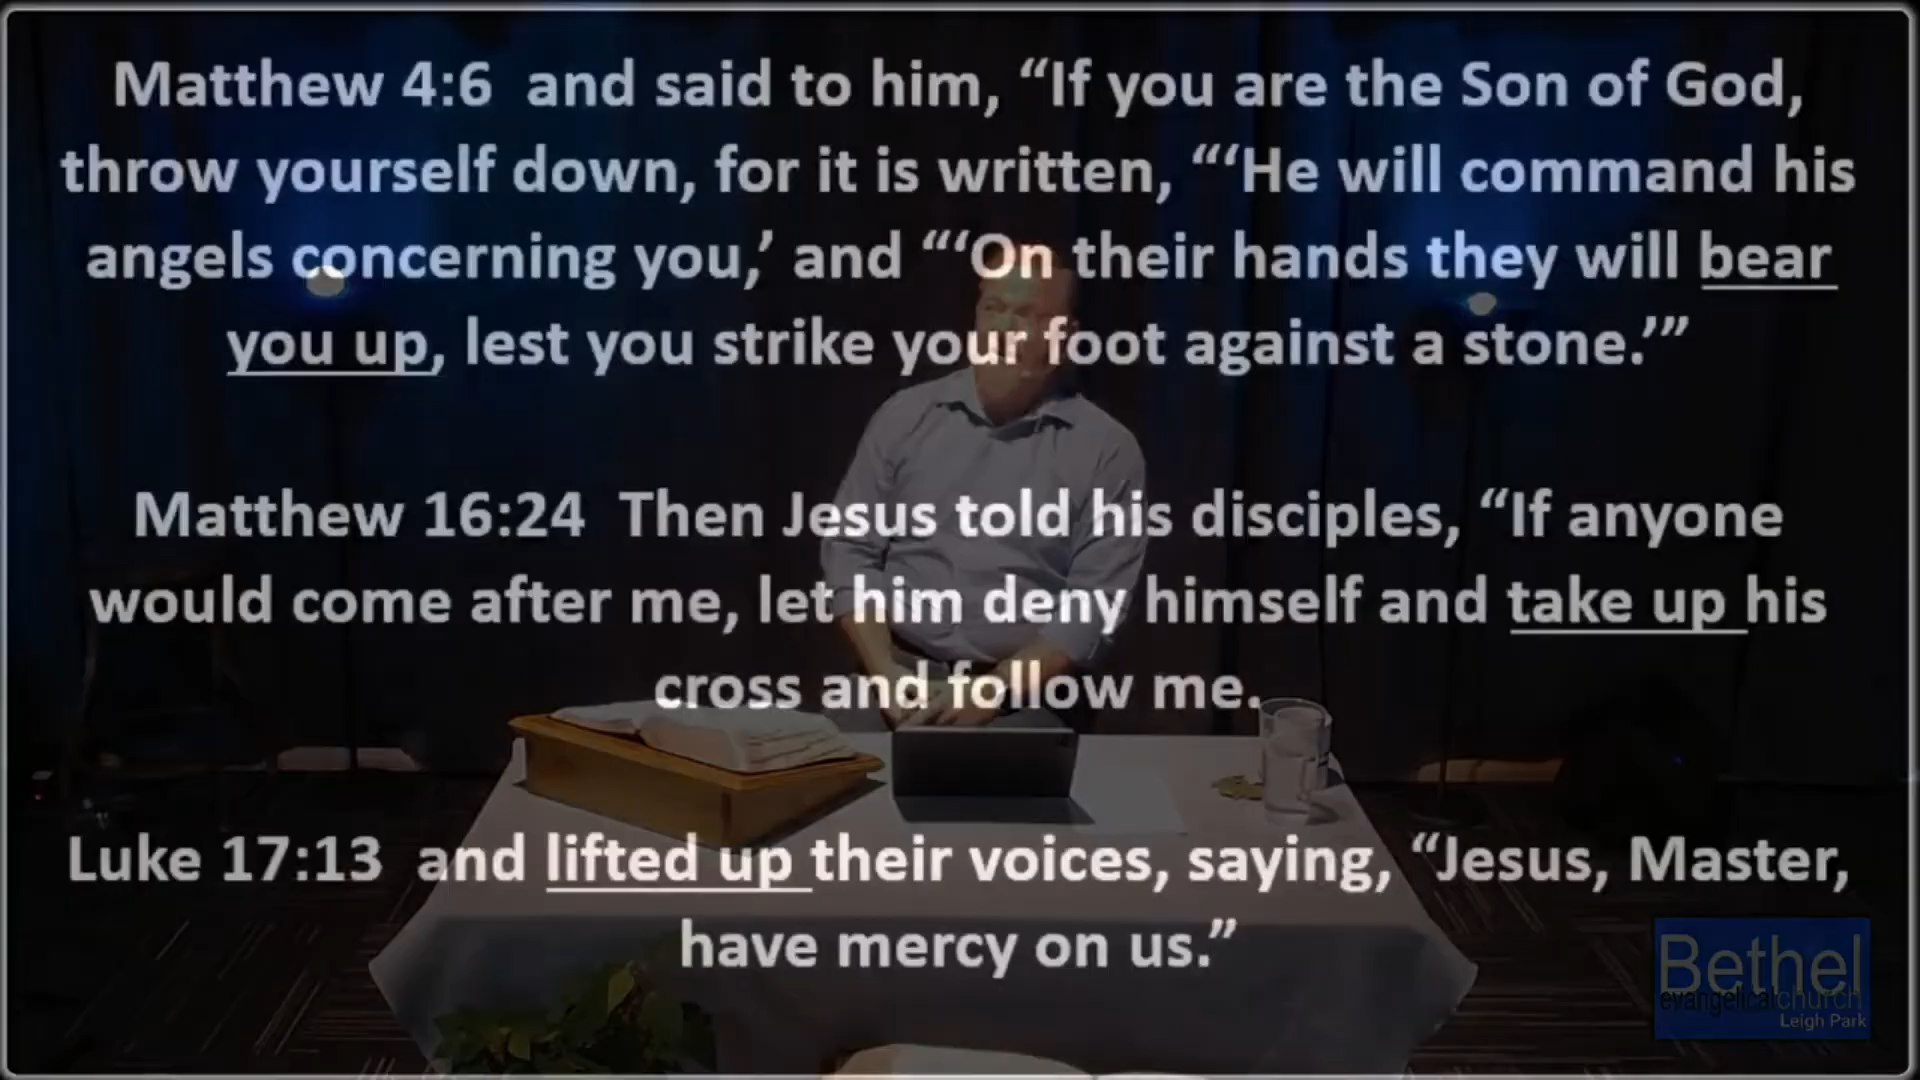 Matthew 4:6  and said to him, “If you are the Son of God,
throw yourself down, for it is written, “‘He will command his
angels concerning you,’ and “‘On their hands they will bear
you up, lest you strike your foot against a stone.’”
Matthew 16:24  Then Jesus told his disciples, “If anyone
would come after me, let him deny himself and take up his
cross and follow me.
Luke 17:13  and lifted up their voices, saying, “Jesus, Master,
have mercy on us.”
Bethel
evangelicalchurch
Leigh Park